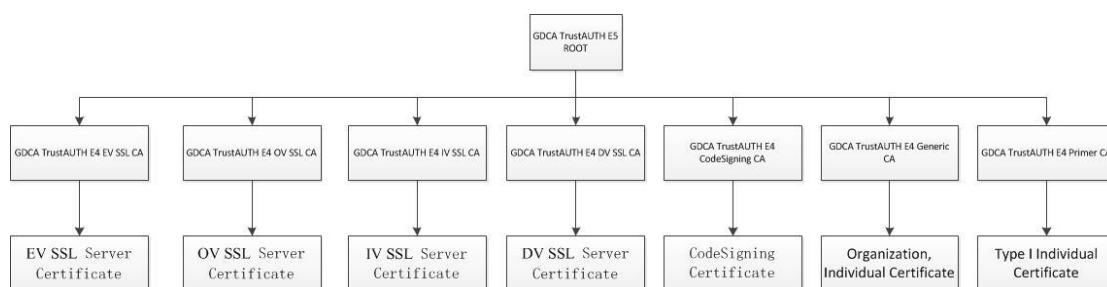 GDCA TrustAUTH E5
ROOT
GDCA TrustAUTH E4 EV SSL CA
GDCA TrustAUTH E4 OV SSL CA
GDCA TrustAUTH E4 IV SSL CA
GDCA TrustAUTH E4 DV SSL CA
GDCA TrustAUTH E4
CodeSigning CA
GDCA TrustAUTH E4 Generic
CA
GDCA TrustAUTH E4 Primer CA
EV SSL Server
Certificate
OV SSL Server
Certificate
IV SSL Server
Certificate
DV SSL Server
Certificate
CodeSigning
Certificate
Organization,
Individual Certificate
Type I Individual
Certificate